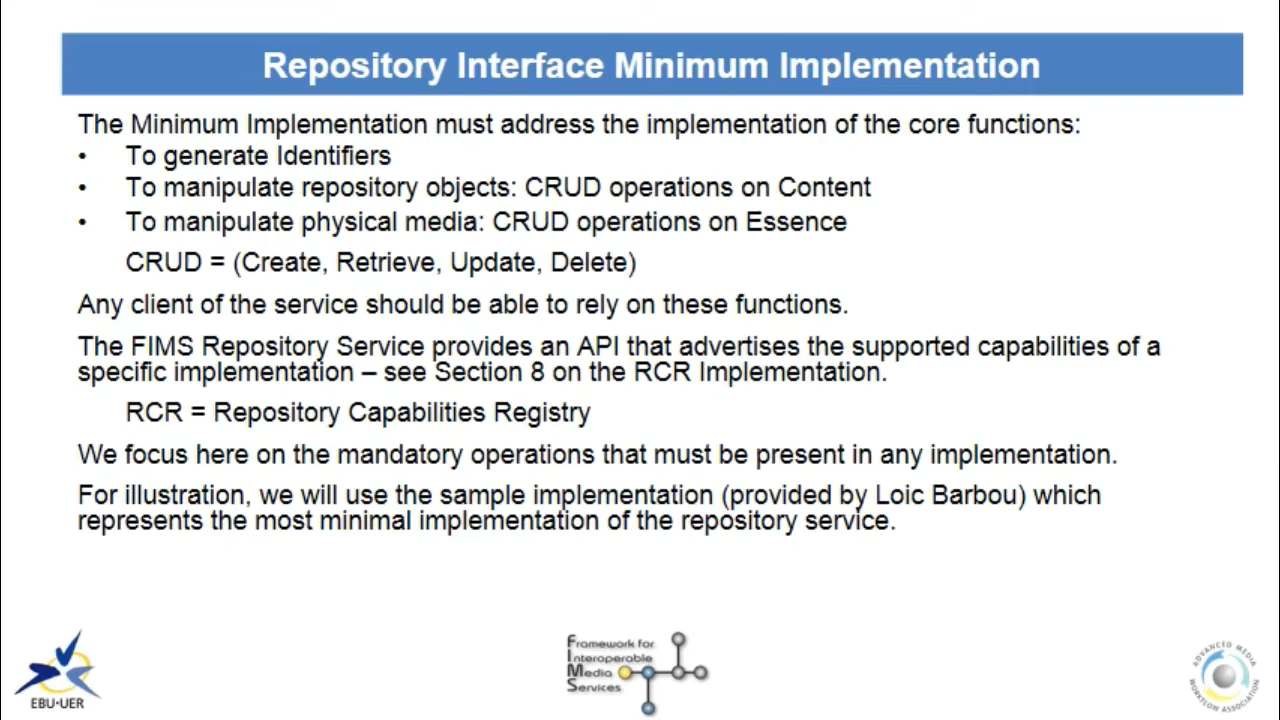 Repository Interface Minimum Implementation
The Minimum Implementation must address the implementation of the core functions:
• To generate Identifiers
• To manipulate repository objects: CRUD operations on Content
• To manipulate physical media: CRUD operations on Essence
CRUD = (Create, Retrieve, Update, Delete)
Any client of the service should be able to rely on these functions.
The FIMS Repository Service provides an API that advertises the supported capabilities of a
specific implementation – see Section 8 on the RCR Implementation.
RCR = Repository Capabilities Registry
We focus here on the mandatory operations that must be present in any implementation.
For illustration, we will use the sample implementation (provided by Loic Barbou) which
represents the most minimal implementation of the repository service.
EBU·UER
Framework for
Interoperable
Media
Services
ADVANCED MEDIA
WORKFLOW ASSOCIATION